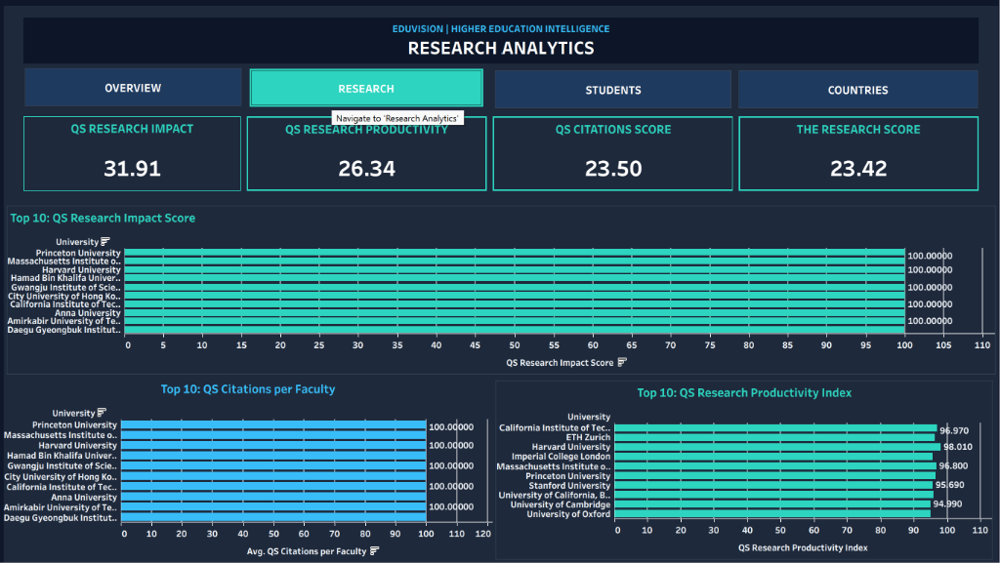 EDUVISION | HIGHER EDUCATION INTELLIGENCE
RESEARCH ANALYTICS
OVERVIEW
RESEARCH
STUDENTS
COUNTRIES
Navigate to 'Research Analytics'
QS RESEARCH IMPACT
31.91
QS RESEARCH PRODUCTIVITY
26.34
QS CITATIONS SCORE
23.50
THE RESEARCH SCORE
23.42
Top 10: QS Research Impact Score
University
Princeton University
Massachusetts Institute o..
Harvard University
Hamad Bin Khalifa Univer..
Gwangju Institute of Scie..
City University of Hong Ko..
California Institute of Tec..
Anna University
Amirkabir University of Te..
Daegu Gyeongbuk Institut..
100.00000
100.00000
100.00000
100.00000
100.00000
0 5 10 15 20 25 30 35 40 45 50 55 60 65 70 75 80 85 90 95 100 105 110
QS Research Impact Score
Top 10: QS Citations per Faculty
University
Princeton University
Massachusetts Institute o..
Harvard University
Hamad Bin Khalifa Univer..
Gwangju Institute of Scie..
City University of Hong Ko..
California Institute of Tec..
Anna University
Amirkabir University of Te..
Daegu Gyeongbuk Institut..
100.00000
100.00000
100.00000
100.00000
100.00000
0 10 20 30 40 50 60 70 80 90 100 110 120
Avg. QS Citations per Faculty
Top 10: QS Research Productivity Index
University
California Institute of Tec..
ETH Zurich
Harvard University
Imperial College London
Massachusetts Institute o..
Princeton University
Stanford University
University of California, B..
University of Cambridge
University of Oxford
96.970
98.010
96.800
95.690
94.990
0 10 20 30 40 50 60 70 80 90 100 110
QS Research Productivity Index